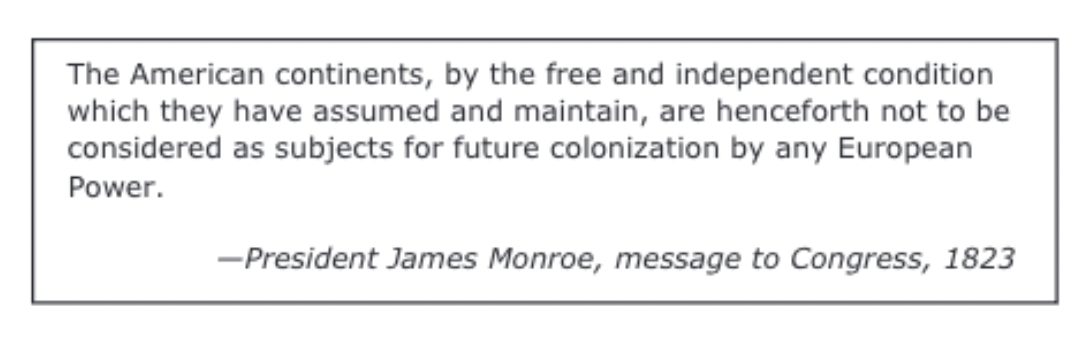 The American continents, by the free and independent condition
which they have assumed and maintain, are henceforth not to be
considered as subjects for future colonization by any European
Power.
—President James Monroe, message to Congress, 1823